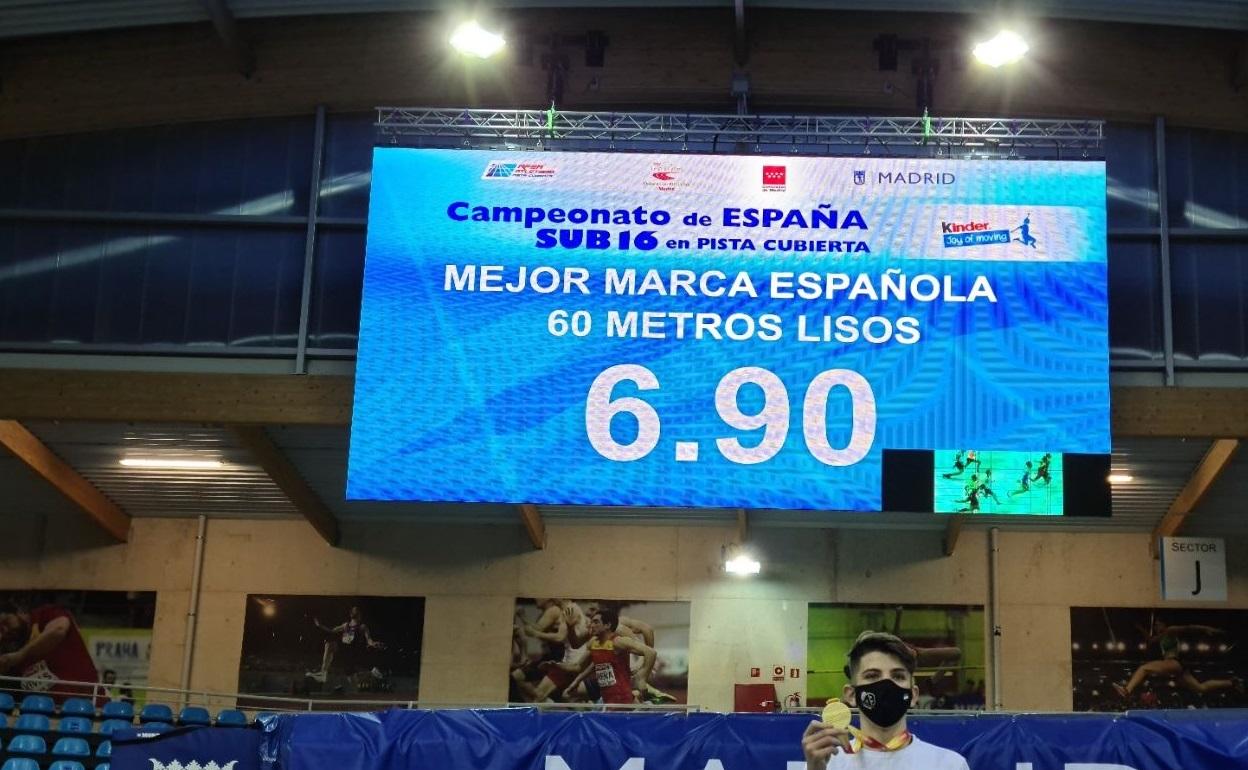 MADRID
Campeonato de ESPAÑA
SUB16 en PISTA CUBIERTA
Kinder
Joy of moving
MEJOR MARCA ESPAÑOLA
60 METROS LISOS
6.90
SECTOR
J
PRAHA